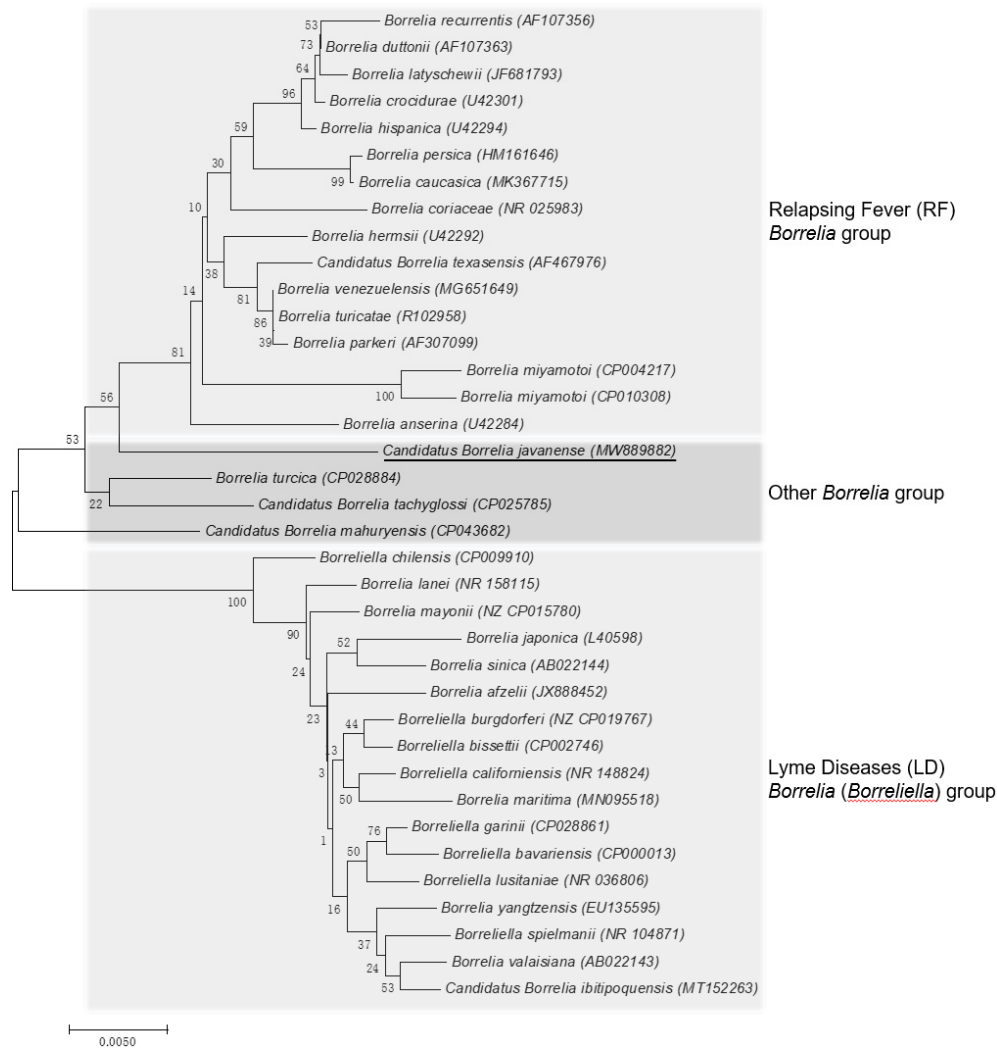 53
Borrelia recurrentis (AF107356)
73
Borrelia duttonii (AF107363)
64
Borrelia latyschewii (JF681793)
96
Borrelia crocidurae (U42301)
59
Borrelia hispanica (U42294)
30
Borrelia persica (HM161646)
99
Borrelia caucasica (MK367715)
10
Borrelia coriaceae (NR 025983)
Relapsing Fever (RF)
Borrelia group
Borrelia hermsii (U42292)
38
Candidatus Borrelia texasensis (AF467976)
14
81
Borrelia venezuelensis (MG651649)
86
Borrelia turicatae (R102958)
39
Borrelia parkeri (AF307099)
81
Borrelia miyamotoi (CP004217)
100
Borrelia miyamotoi (CP010308)
56
Borrelia anserina (U42284)
53
Candidatus Borrelia javanense (MW889882)
Borrelia turcica (CP028884)
22
Candidatus Borrelia tachyglossi (CP025785)
Other Borrelia group
Candidatus Borrelia mahuryensis (CP043682)
Borreliella chilensis (CP009910)
100
Borrelia lanei (NR 158115)
90
Borrelia mayonii (NZ CP015780)
52
Borrelia japonica (L40598)
24
Borrelia sinica (AB022144)
Borrelia afzelii (JX888452)
23
44
Borreliella burgdorferi (NZ CP019767)
13
Borreliella bissettii (CP002746)
3
Borreliella californiensis (NR 148824)
50
Borrelia maritima (MN095518)
Lyme Diseases (LD)
Borrelia (Borreliella) group
76
Borreliella garinii (CP028861)
1
50
Borreliella bavariensis (CP000013)
Borreliella lusitaniae (NR 036806)
16
Borrelia yangtzensis (EU135595)
37
Borreliella spielmanii (NR 104871)
24
Borrelia valaisiana (AB022143)
53
Candidatus Borrelia ibitipoquensis (MT152263)
0.0050